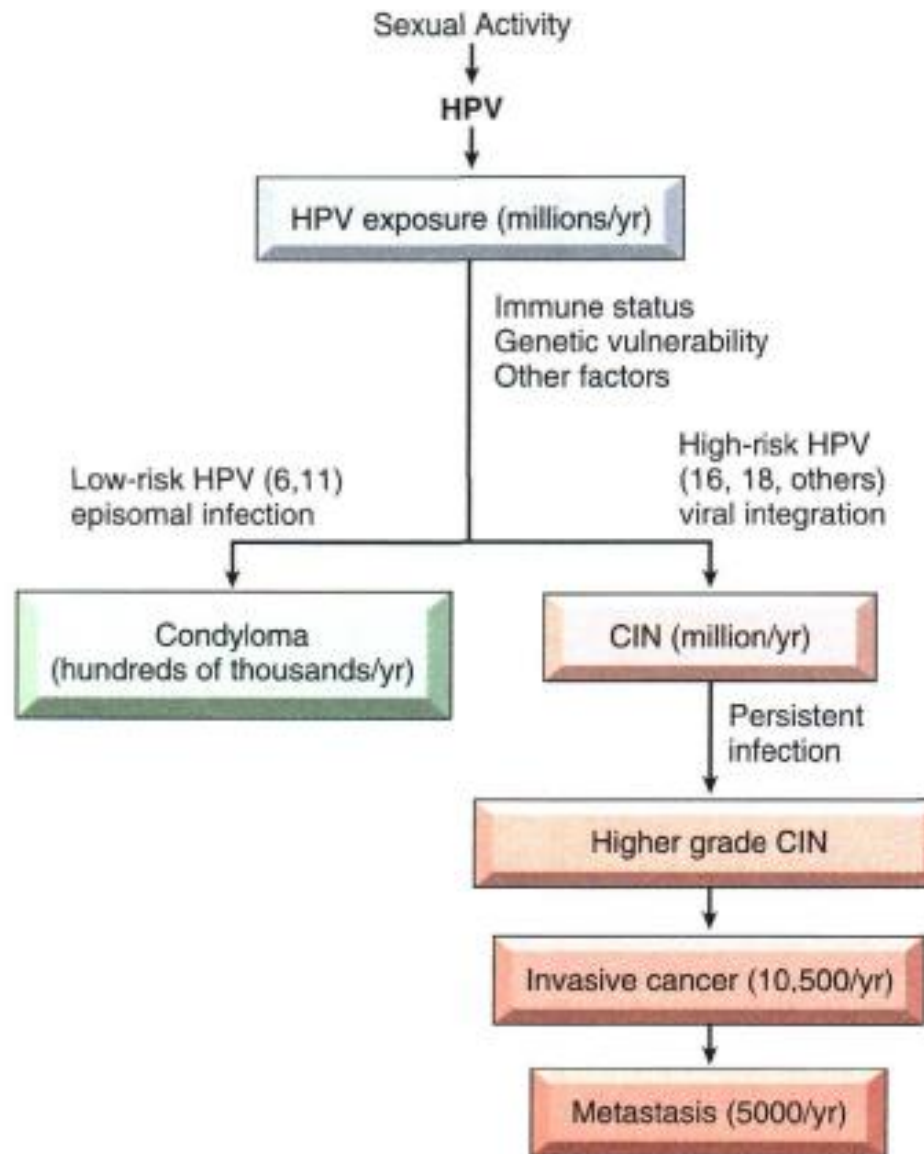 Sexual Activity
HPV
HPV exposure (millions/yr)
Immune status
Genetic vulnerability
Other factors
Low-risk HPV (6,11)
episomal infection
High-risk HPV
(16, 18, others)
viral integration
Condyloma
(hundreds of thousands/yr)
CIN (million/yr)
Persistent
infection
Higher grade CIN
Invasive cancer (10,500/yr)
Metastasis (5000/yr)